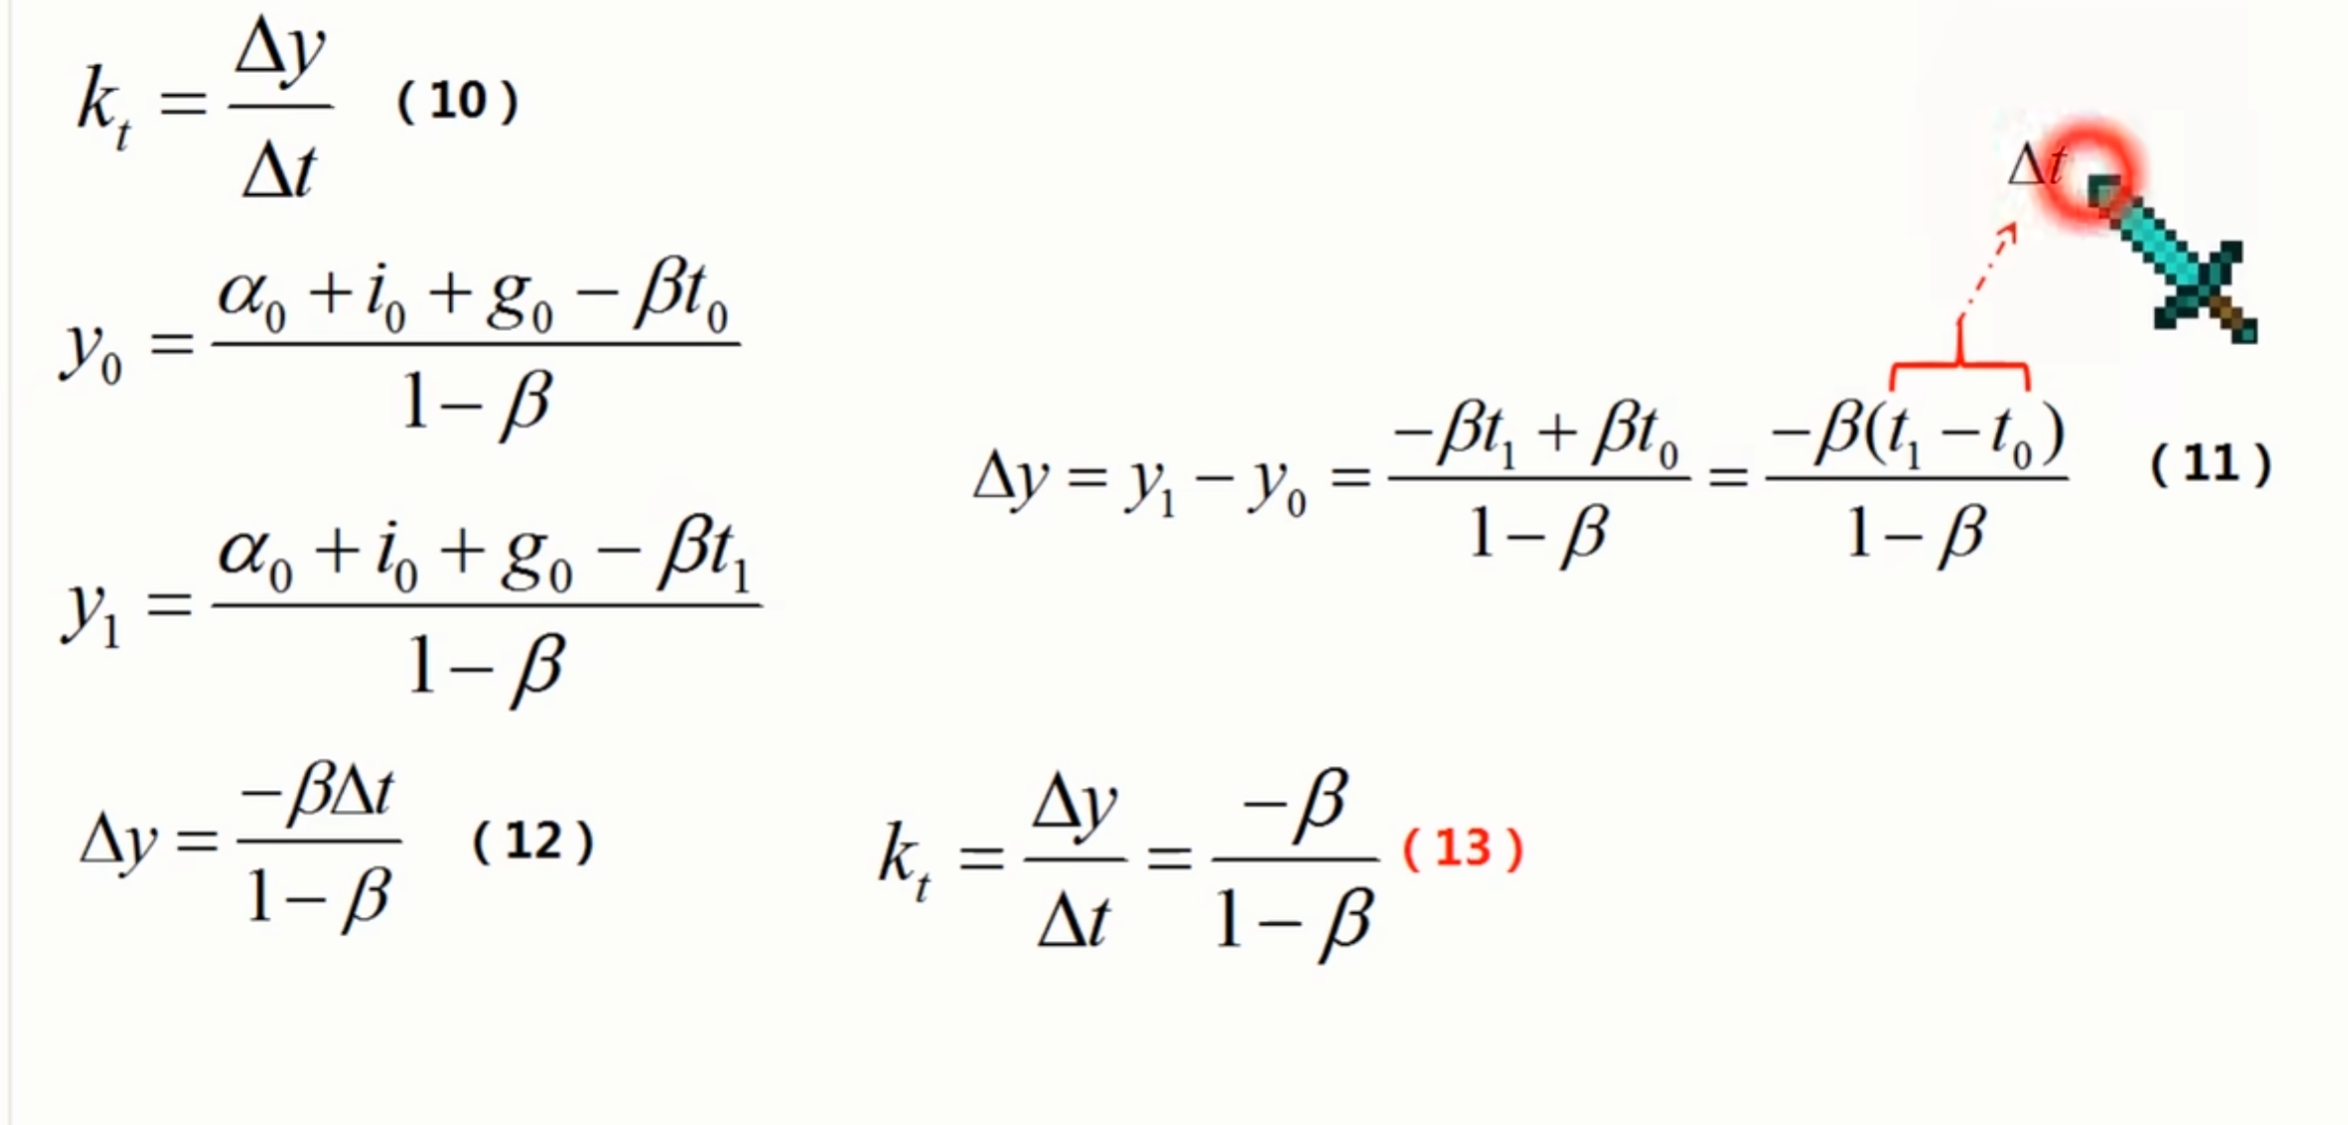 k_t = Δy / Δt (10)
y_0 = (α_0 + i_0 + g_0 − βt_0) / (1 − β)
y_1 = (α_0 + i_0 + g_0 − βt_1) / (1 − β)
Δt
Δy = y_1 − y_0 = (−βt_1 + βt_0) / (1 − β) = −β(t_1 − t_0) / (1 − β) (11)
Δy = −βΔt / (1 − β) (12)
k_t = Δy / Δt = −β / (1 − β) (13)